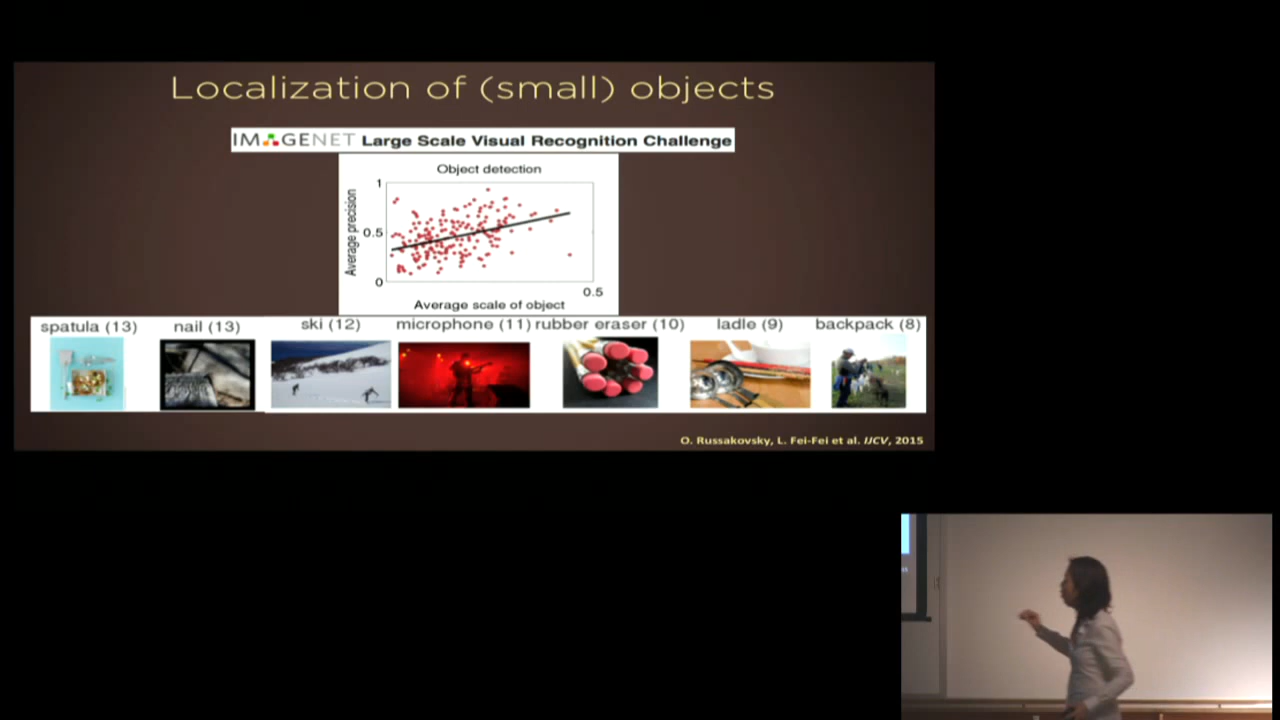 Localization of (small) objects
IMAGENET Large Scale Visual Recognition Challenge
Object detection
Average precision
1
0.5
0
0.5
Average scale of object
spatula (13)
nail (13)
ski (12)
microphone (11)
rubber eraser (10)
ladle (9)
backpack (8)
O. Russakovsky, L. Fei-Fei et al. IJCV, 2015